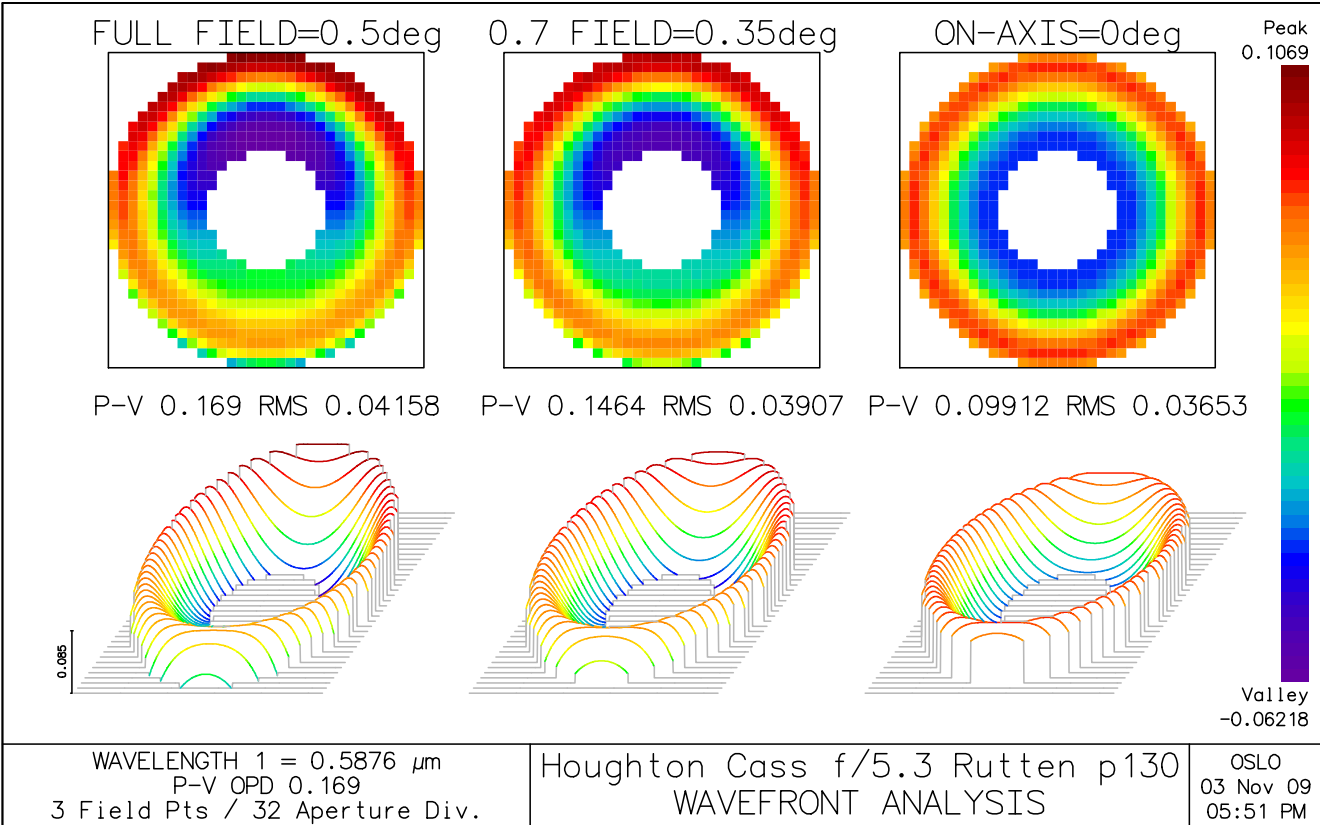 FULL FIELD=0.5deg
0.7 FIELD=0.35deg
ON-AXIS=0deg
Peak
0.1069
P-V 0.169 RMS 0.04158
P-V 0.1464 RMS 0.03907
P-V 0.09912 RMS 0.03653
0.085
Valley
-0.06218
WAVELENGTH 1 = 0.5876 µm
P-V OPD 0.169
3 Field Pts / 32 Aperture Div.
Houghton Cass f/5.3 Rutten p130
WAVEFRONT ANALYSIS
OSLO
03 Nov 09
05:51 PM